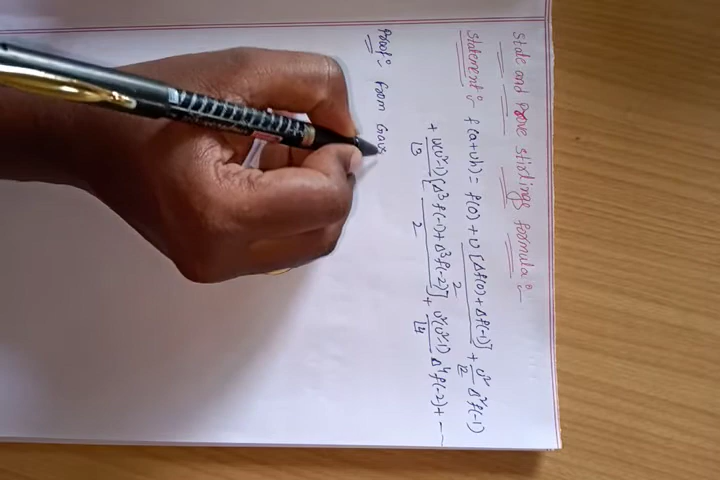 State and Prove stirlings formula :-
Statement :- f(a+uh) = f(0) + u [Δf(0) + Δf(-1)]/2 + u²/⌊2 Δ²f(-1)
+ u(u²-1)/⌊3 [Δ³f(-1) + Δ³f(-2)]/2 + u²(u²-1)/⌊4 Δ⁴f(-2) + ---
Proof :- From Gaus